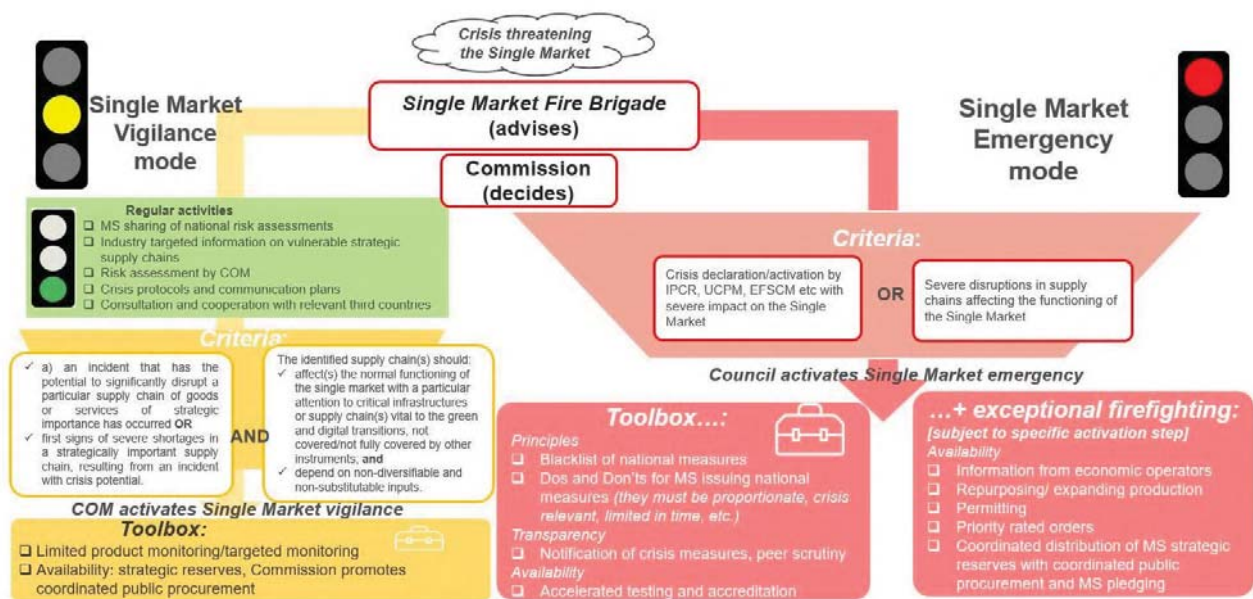 Crisis threatening
the Single Market
Single Market Fire Brigade
(advises)
Commission
(decides)
Single Market
Vigilance
mode
Regular activities
MS sharing of national risk assessments
Industry targeted information on vulnerable strategic
supply chains
Risk assessment by COM
Crisis protocols and communication plans
Consultation and cooperation with relevant third countries
Criteria:
a) an incident that has the
potential to significantly disrupt a
particular supply chain of goods
or services of strategic
importance has occurred OR
first signs of severe shortages in
a strategically important supply
chain, resulting from an incident
with crisis potential.
AND
The identified supply chain(s) should:
affect(s) the normal functioning of
the single market with a particular
attention to critical infrastructures
or supply chain(s) vital to the green
and digital transitions, not
covered/not fully covered by other
instruments; and
depend on non-diversifiable and
non-substitutable inputs.
COM activates Single Market vigilance
Toolbox:
Limited product monitoring/targeted monitoring
Availability: strategic reserves, Commission promotes
coordinated public procurement
Single Market
Emergency
mode
Criteria:
Crisis declaration/activation by
IPCR, UCPM, EFSCM etc with
severe impact on the Single
Market
OR
Severe disruptions in supply
chains affecting the functioning of
the Single Market
Council activates Single Market emergency
Toolbox…:
Principles
Blacklist of national measures
Dos and Don'ts for MS issuing national
measures (they must be proportionate, crisis
relevant, limited in time, etc.)
Transparency
Notification of crisis measures, peer scrutiny
Availability
Accelerated testing and accreditation
…+ exceptional firefighting:
[subject to specific activation step]
Availability
Information from economic operators
Repurposing/ expanding production
Permitting
Priority rated orders
Coordinated distribution of MS strategic
reserves with coordinated public
procurement and MS pledging